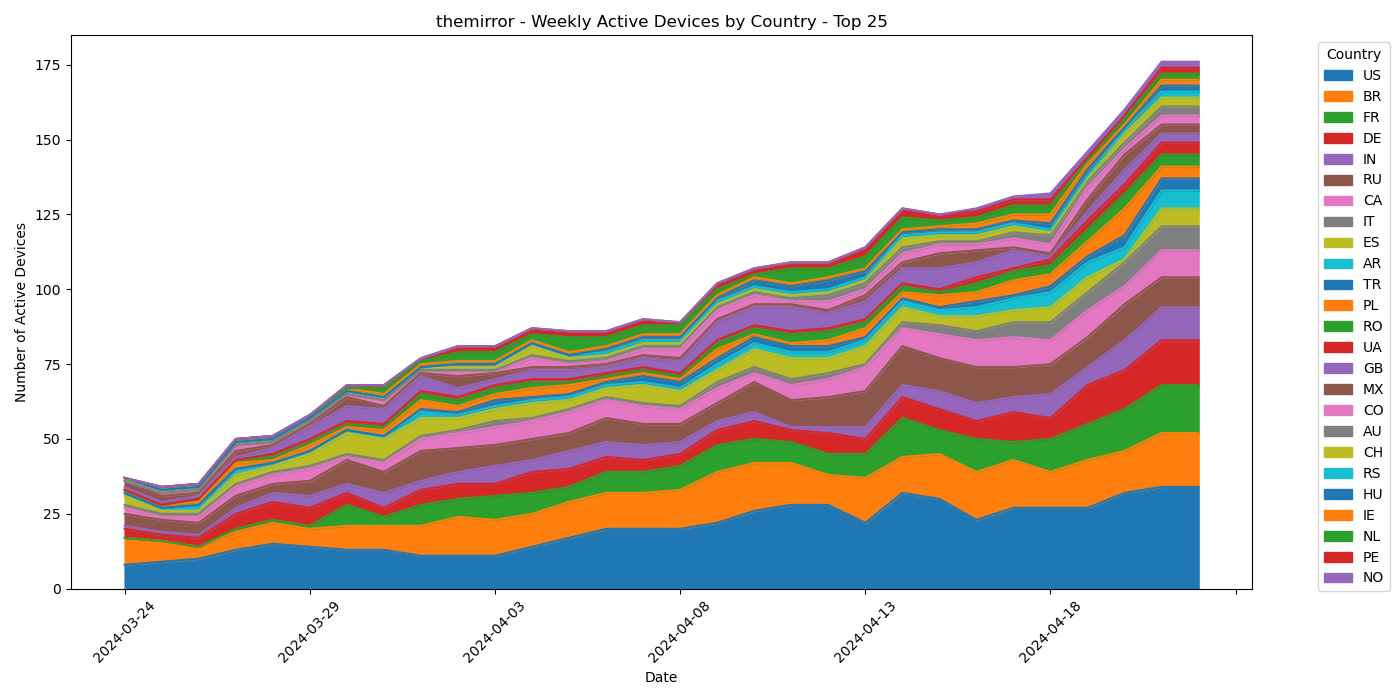 themirror - Weekly Active Devices by Country - Top 25
Number of Active Devices
175
150
125
100
75
50
25
0
2024-03-24
2024-03-29
2024-04-03
2024-04-08
2024-04-13
2024-04-18
Date
Country
US
BR
FR
DE
IN
RU
CA
IT
ES
AR
TR
PL
RO
UA
GB
MX
CO
AU
CH
RS
HU
IE
NL
PE
NO